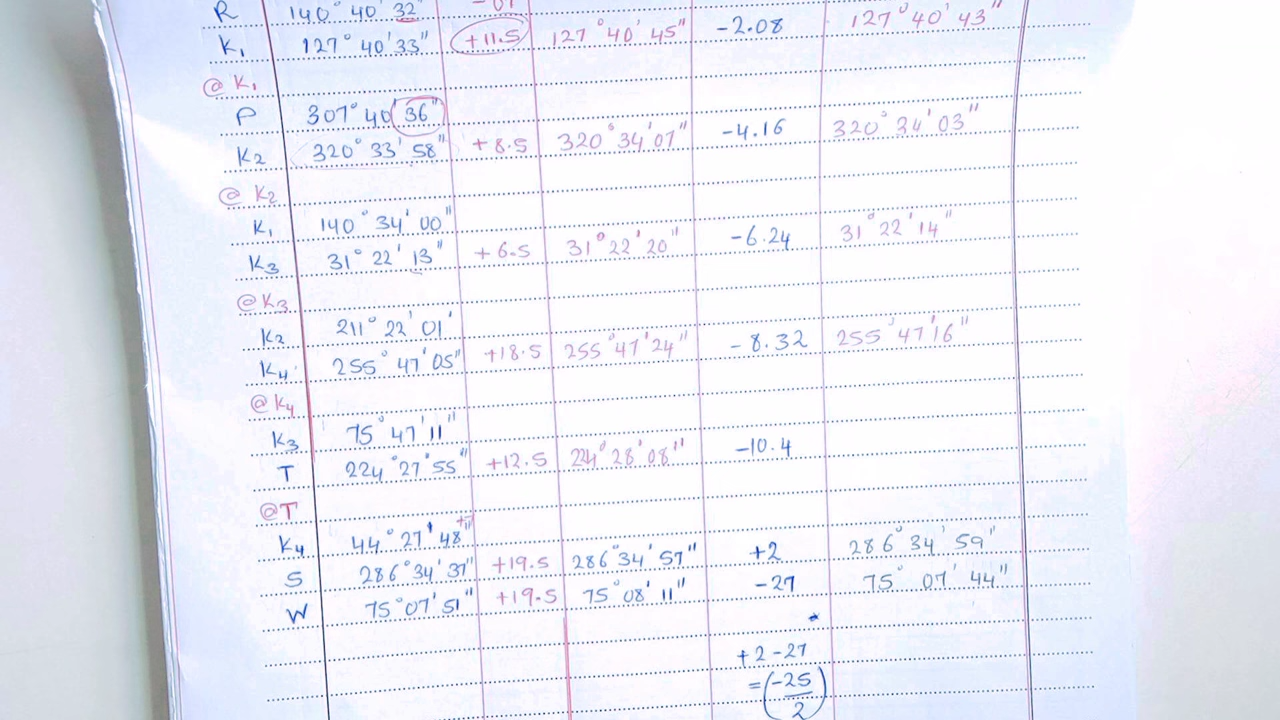 R 140° 40' 32"
K₁ 127° 40' 33" +11.5 127° 40' 45" -2.08 127° 40' 43"
@ K₁
P 307° 40' 36"
K₂ 320° 33' 58" +8.5 320° 34' 07" -4.16 320° 34' 03"
@ K₂
K₁ 140° 34' 00"
K₃ 31° 22' 13" +6.5 31° 22' 20" -6.24 31° 22' 14"
@ K₃
K₂ 211° 22' 01'
K₄ 255° 47' 05" +18.5 255° 47' 24" -8.32 255° 47' 16"
@ K₄
K₃ 75° 47' 11"
T 224° 27' 55" +12.5 224° 28' 08" -10.4
@T
K₄ 44° 27' 48"
S 286° 34' 37" +19.5 286° 34' 57" +2 286° 34' 59'
W 75° 07' 51" +19.5 75° 08' 11" -27 75° 07' 44"
+2 -27
= (-25/2)